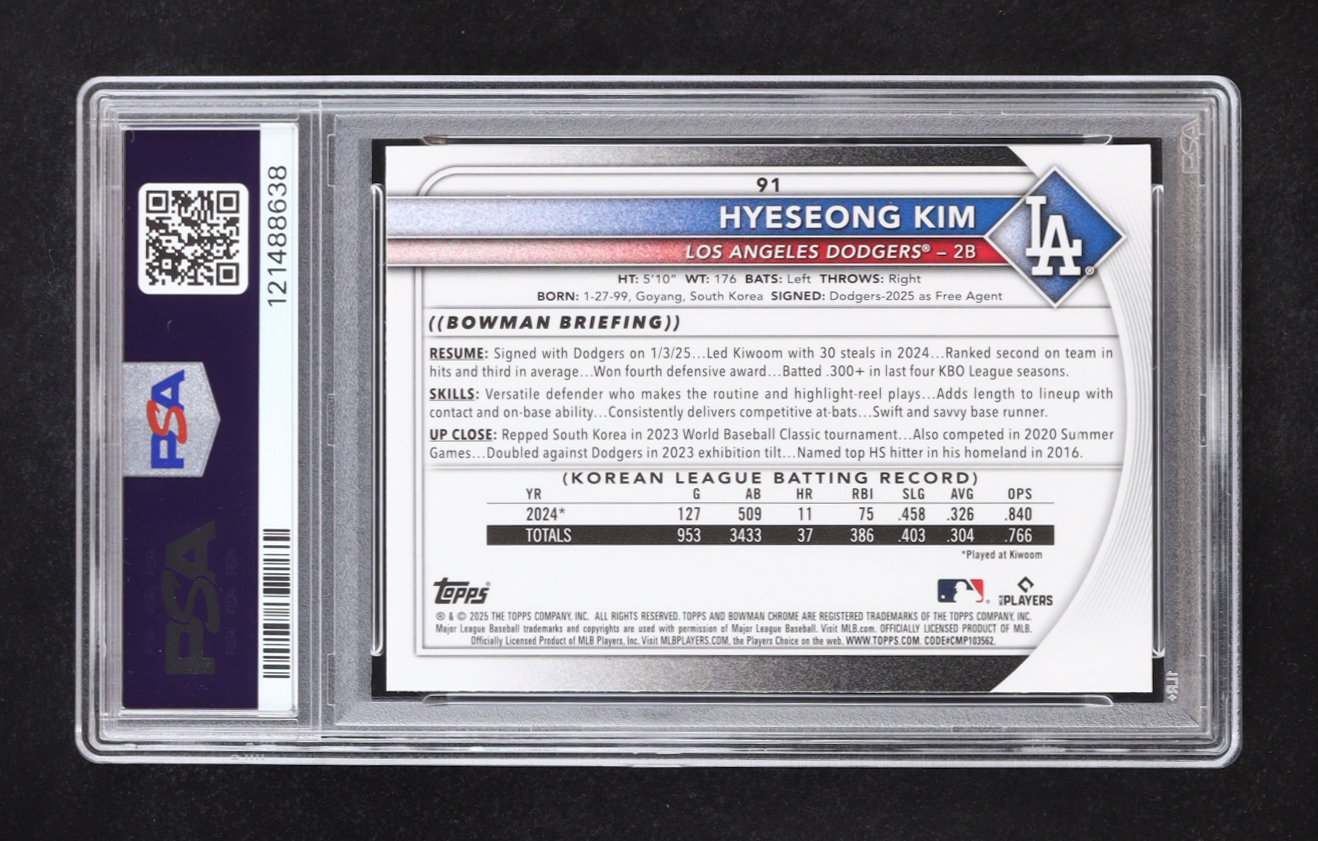 121488638
PSA
PSA
91
HYESEONG KIM
LOS ANGELES DODGERS® – 2B
LA®
HT: 5'10" WT: 176 BATS: Left THROWS: Right
BORN: 1-27-99, Goyang, South Korea SIGNED: Dodgers-2025 as Free Agent
((BOWMAN BRIEFING))
RESUME: Signed with Dodgers on 1/3/25...Led Kiwoom with 30 steals in 2024...Ranked second on team in
hits and third in average...Won fourth defensive award...Batted .300+ in last four KBO League seasons.
SKILLS: Versatile defender who makes the routine and highlight-reel plays...Adds length to lineup with
contact and on-base ability...Consistently delivers competitive at-bats...Swift and savvy base runner.
UP CLOSE: Repped South Korea in 2023 World Baseball Classic tournament...Also competed in 2020 Summer
Games...Doubled against Dodgers in 2023 exhibition tilt...Named top HS hitter in his homeland in 2016.
(KOREAN LEAGUE BATTING RECORD)
YR G AB HR RBI SLG AVG OPS
2024* 127 509 11 75 .458 .326 .840
TOTALS 953 3433 37 386 .403 .304 .766
*Played at Kiwoom
Topps®
MLB PLAYERS
® & © 2025 THE TOPPS COMPANY, INC. ALL RIGHTS RESERVED. TOPPS AND BOWMAN CHROME ARE REGISTERED TRADEMARKS OF THE TOPPS COMPANY, INC.
Major League Baseball trademarks and copyrights are used with permission of Major League Baseball. Visit MLB.com. OFFICIALLY LICENSED PRODUCT OF MLB.
Officially Licensed Product of MLB Players, Inc. Visit MLBPLAYERS.COM, the Players Choice on the web. WWW.TOPPS.COM. CODE#CMP103562.
PSA